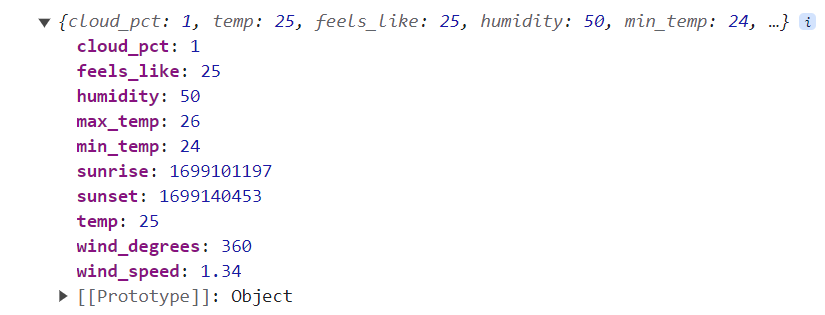 {cloud_pct: 1, temp: 25, feels_like: 25, humidity: 50, min_temp: 24, …} i
cloud_pct: 1
feels_like: 25
humidity: 50
max_temp: 26
min_temp: 24
sunrise: 1699101197
sunset: 1699140453
temp: 25
wind_degrees: 360
wind_speed: 1.34
[[Prototype]]: Object